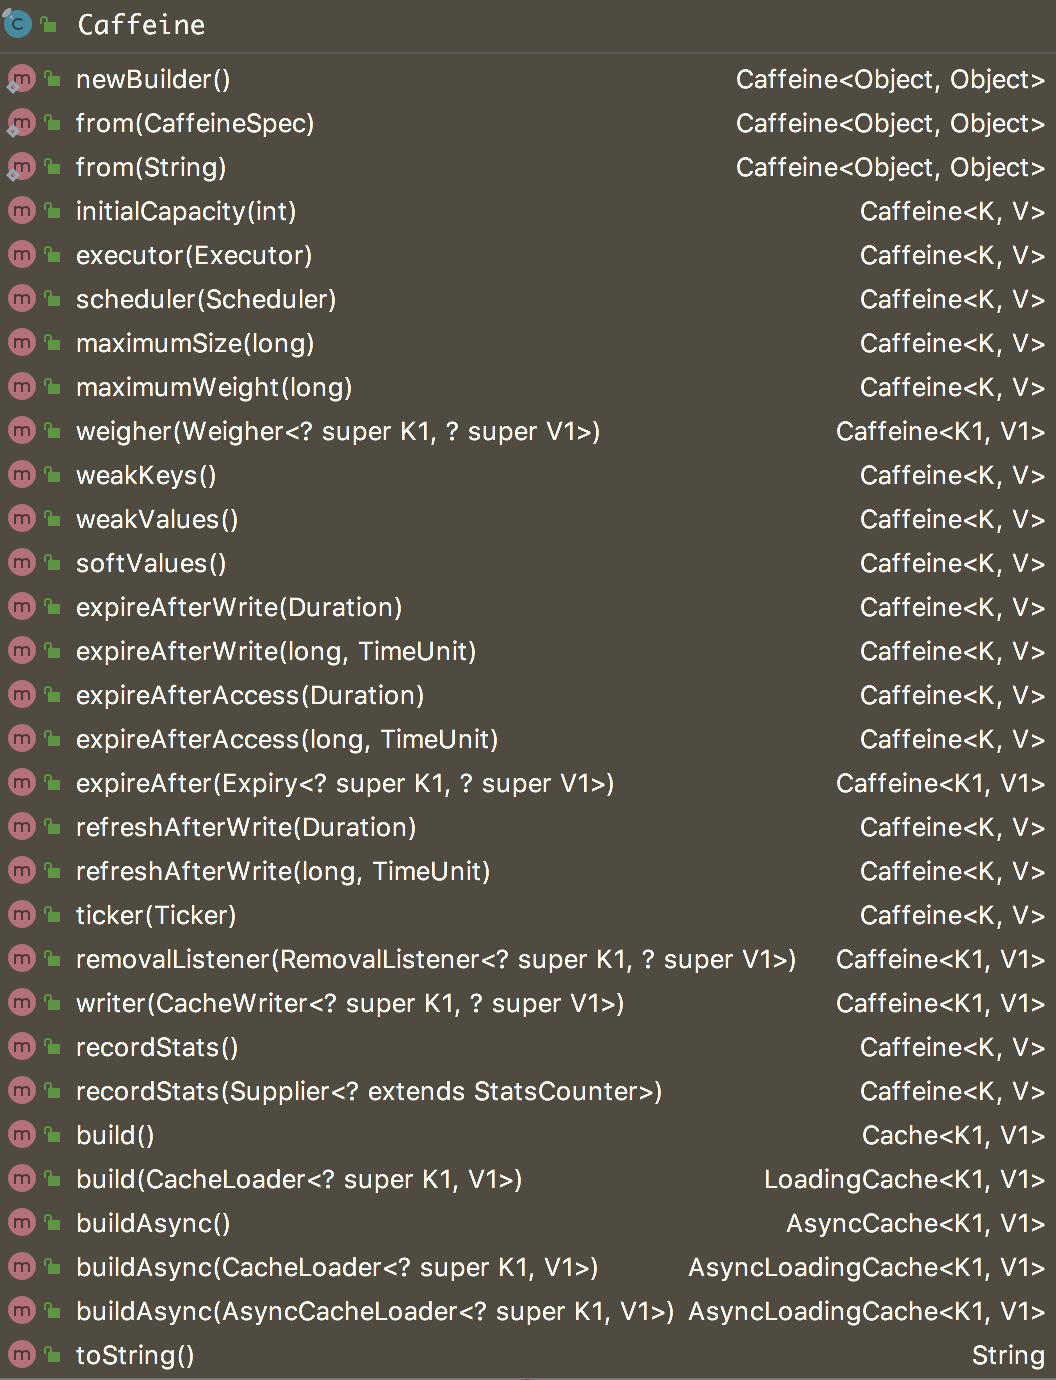 Caffeine
newBuilder() Caffeine<Object, Object>
from(CaffeineSpec) Caffeine<Object, Object>
from(String) Caffeine<Object, Object>
initialCapacity(int) Caffeine<K, V>
executor(Executor) Caffeine<K, V>
scheduler(Scheduler) Caffeine<K, V>
maximumSize(long) Caffeine<K, V>
maximumWeight(long) Caffeine<K, V>
weigher(Weigher<? super K1, ? super V1>) Caffeine<K1, V1>
weakKeys() Caffeine<K, V>
weakValues() Caffeine<K, V>
softValues() Caffeine<K, V>
expireAfterWrite(Duration) Caffeine<K, V>
expireAfterWrite(long, TimeUnit) Caffeine<K, V>
expireAfterAccess(Duration) Caffeine<K, V>
expireAfterAccess(long, TimeUnit) Caffeine<K, V>
expireAfter(Expiry<? super K1, ? super V1>) Caffeine<K1, V1>
refreshAfterWrite(Duration) Caffeine<K, V>
refreshAfterWrite(long, TimeUnit) Caffeine<K, V>
ticker(Ticker) Caffeine<K, V>
removalListener(RemovalListener<? super K1, ? super V1>) Caffeine<K1, V1>
writer(CacheWriter<? super K1, ? super V1>) Caffeine<K1, V1>
recordStats() Caffeine<K, V>
recordStats(Supplier<? extends StatsCounter>) Caffeine<K, V>
build() Cache<K1, V1>
build(CacheLoader<? super K1, V1>) LoadingCache<K1, V1>
buildAsync() AsyncCache<K1, V1>
buildAsync(CacheLoader<? super K1, V1>) AsyncLoadingCache<K1, V1>
buildAsync(AsyncCacheLoader<? super K1, V1>) AsyncLoadingCache<K1, V1>
toString() String